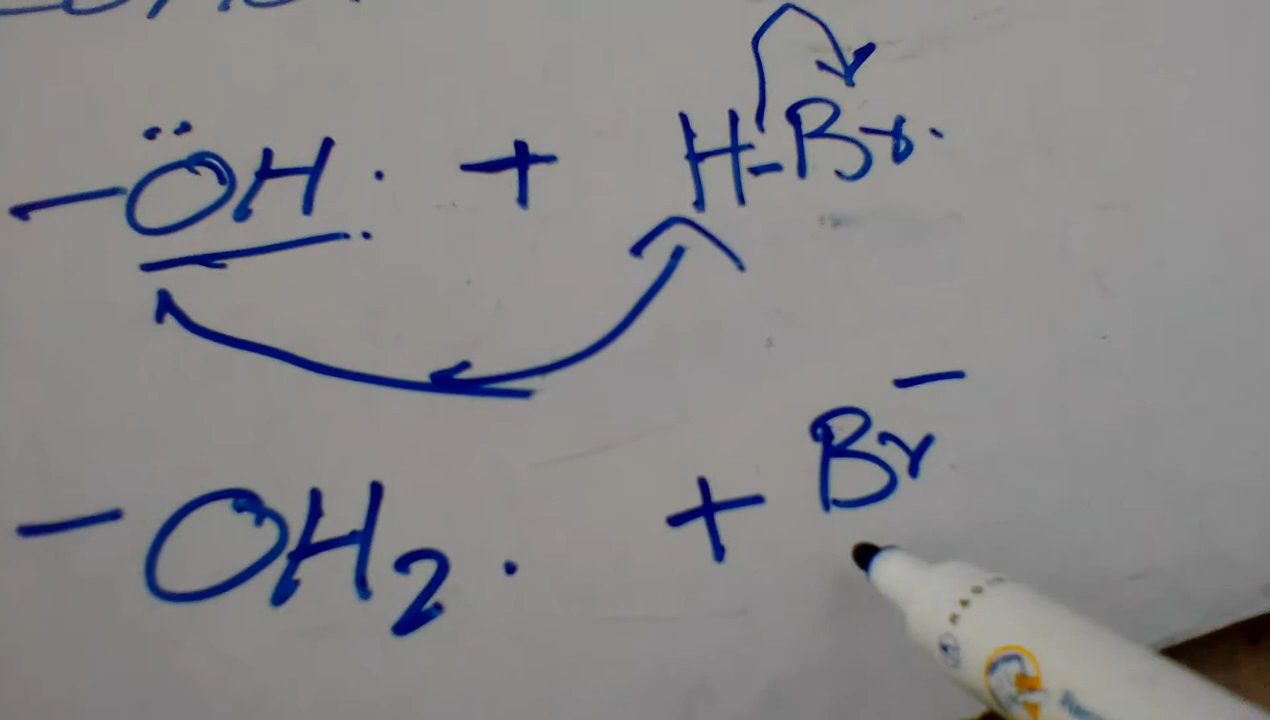 –ÖH. + H-Br.
–OH2. + Br⁻